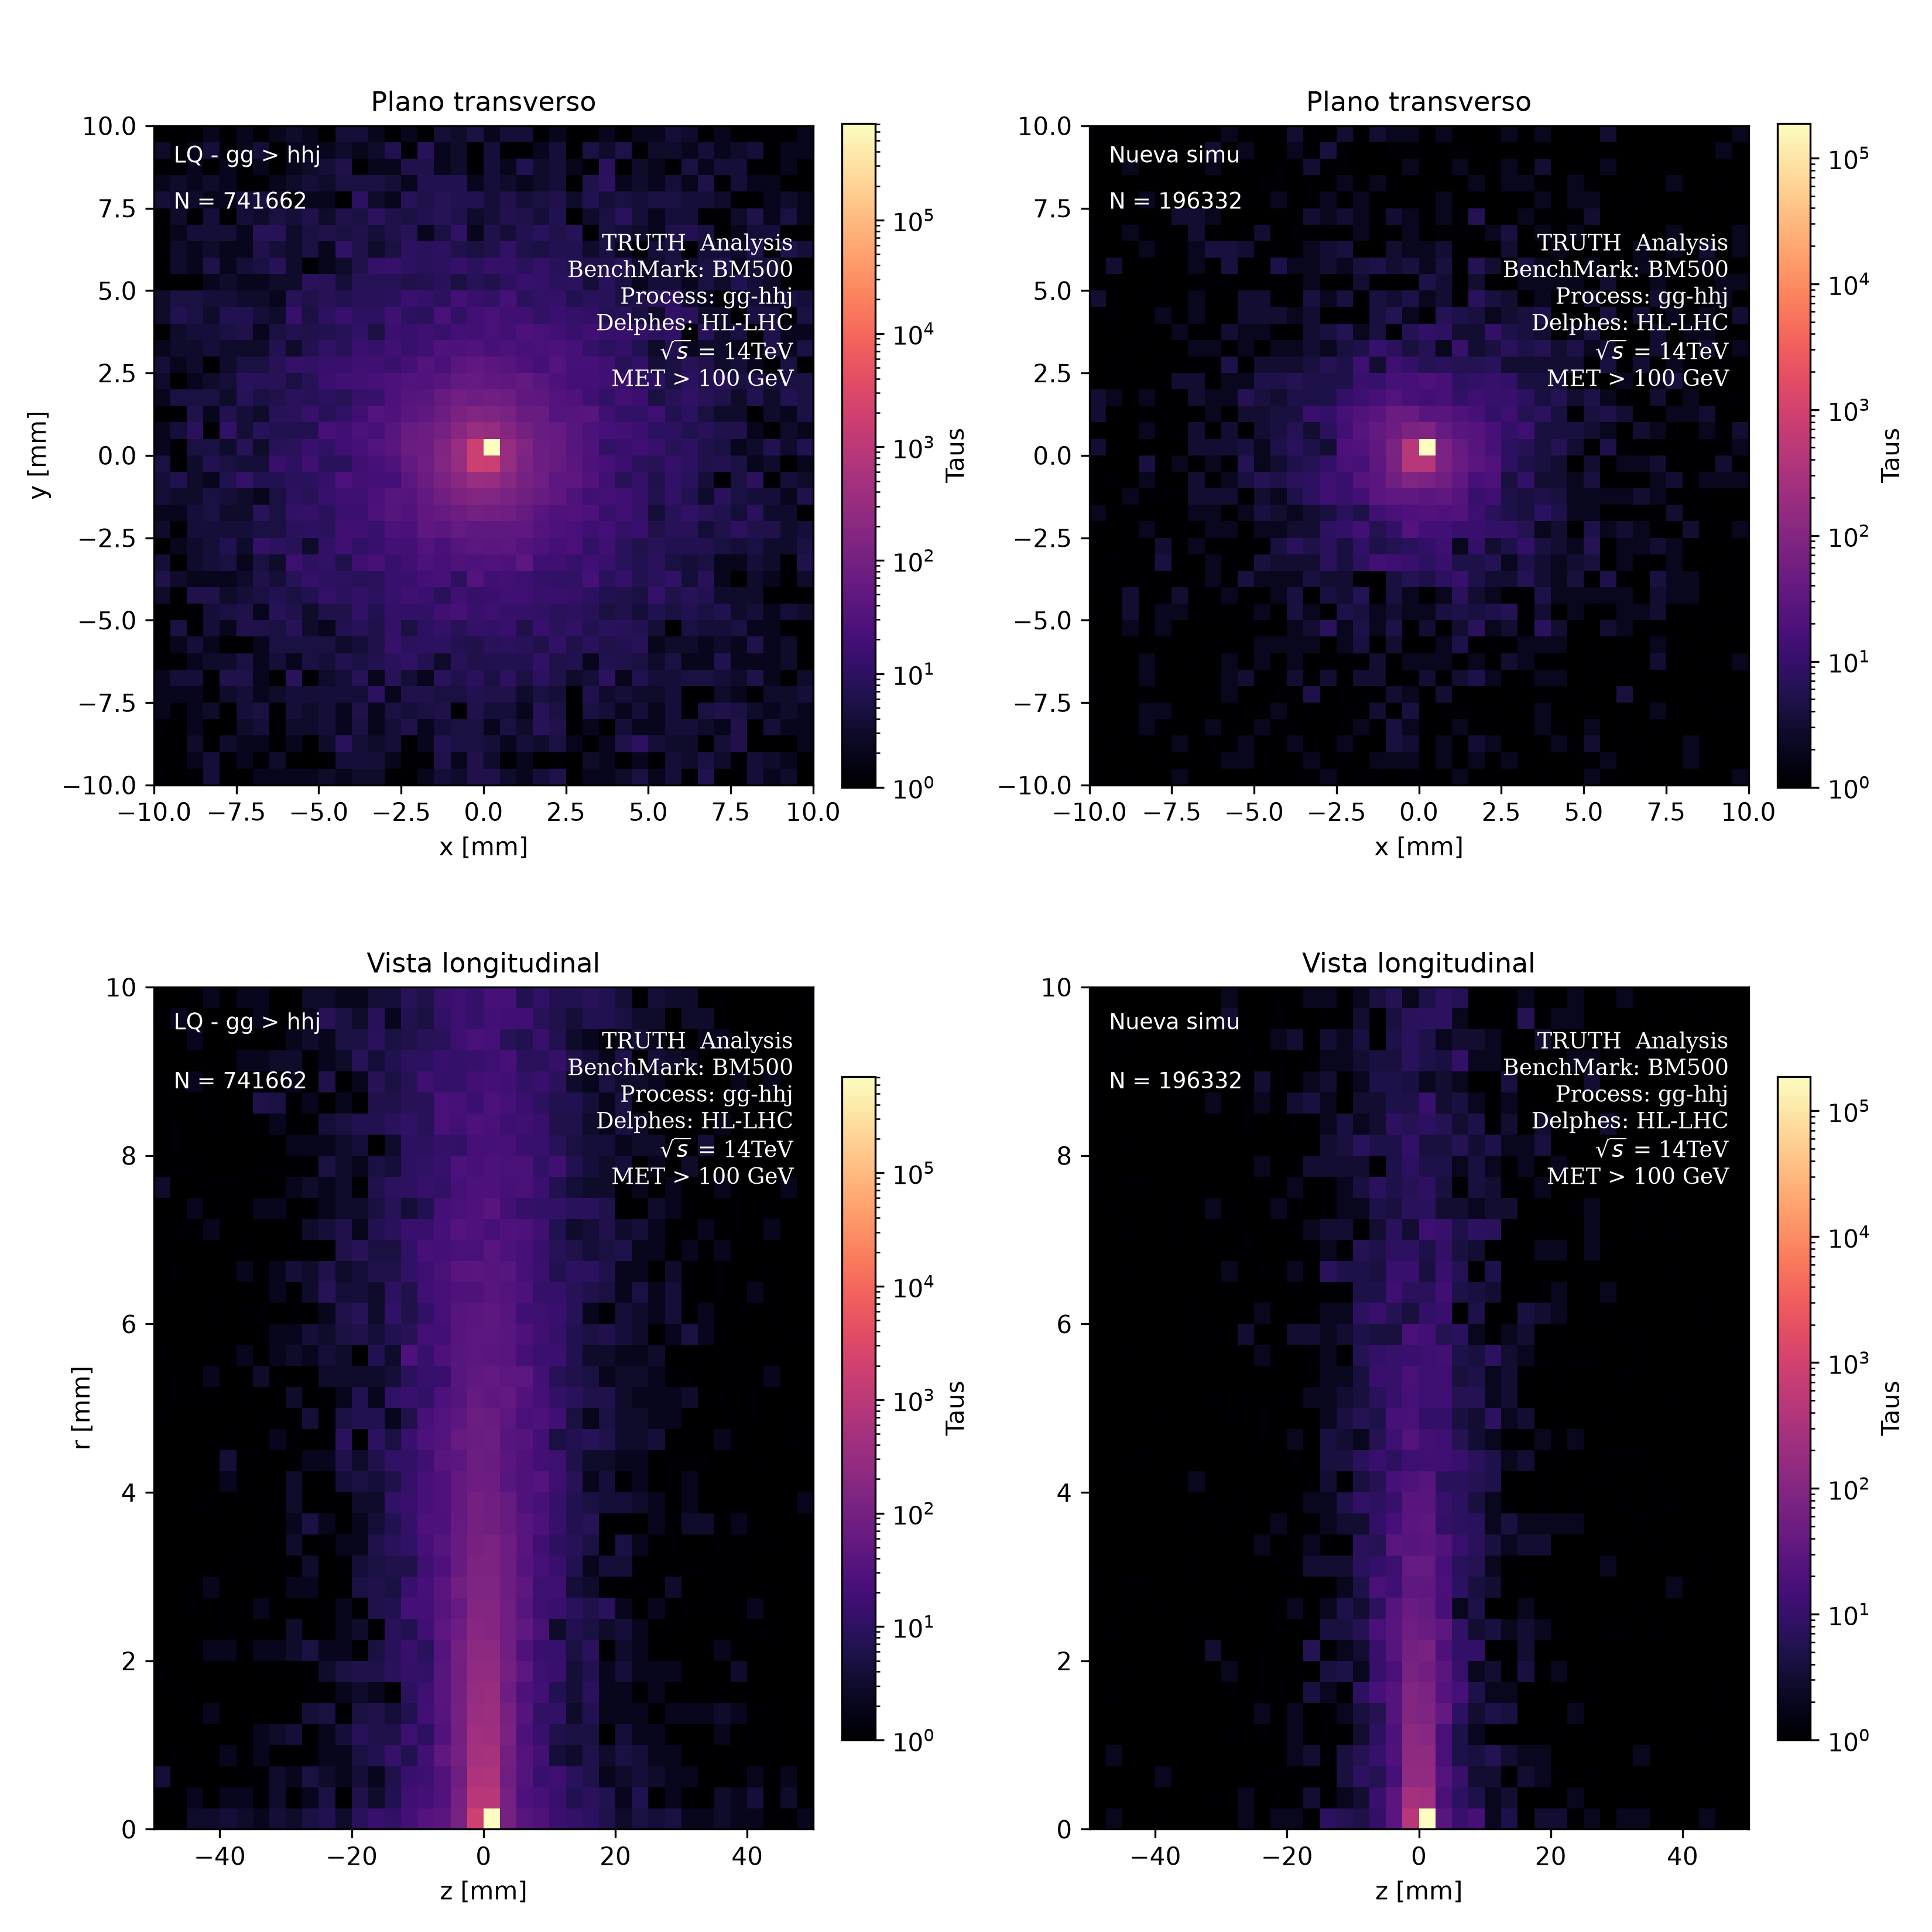 Plano transverso
LQ - gg > hhj
N = 741662
TRUTH  Analysis
BenchMark: BM500
Process: gg-hhj
Delphes: HL-LHC
√s = 14TeV
MET > 100 GeV
10.0
7.5
5.0
2.5
0.0
−2.5
−5.0
−7.5
−10.0
y [mm]
−10.0 −7.5 −5.0 −2.5 0.0 2.5 5.0 7.5 10.0
x [mm]
10⁵
10⁴
10³
10²
10¹
10⁰
Taus
Plano transverso
Nueva simu
N = 196332
TRUTH  Analysis
BenchMark: BM500
Process: gg-hhj
Delphes: HL-LHC
√s = 14TeV
MET > 100 GeV
10.0
7.5
5.0
2.5
0.0
−2.5
−5.0
−7.5
−10.0
−10.0 −7.5 −5.0 −2.5 0.0 2.5 5.0 7.5 10.0
x [mm]
10⁵
10⁴
10³
10²
10¹
10⁰
Taus
Vista longitudinal
LQ - gg > hhj
N = 741662
TRUTH  Analysis
BenchMark: BM500
Process: gg-hhj
Delphes: HL-LHC
√s = 14TeV
MET > 100 GeV
10
8
6
4
2
0
r [mm]
−40 −20 0 20 40
z [mm]
10⁵
10⁴
10³
10²
10¹
10⁰
Taus
Vista longitudinal
Nueva simu
N = 196332
TRUTH  Analysis
BenchMark: BM500
Process: gg-hhj
Delphes: HL-LHC
√s = 14TeV
MET > 100 GeV
10
8
6
4
2
0
−40 −20 0 20 40
z [mm]
10⁵
10⁴
10³
10²
10¹
10⁰
Taus